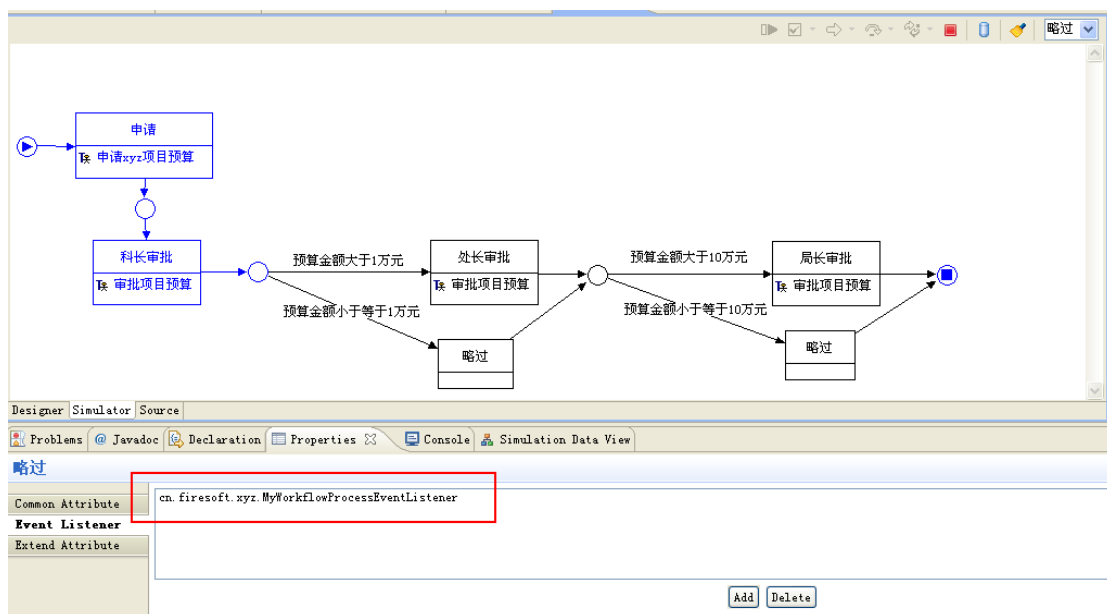 略过
申请
申请xyz项目预算
科长审批
审批项目预算
预算金额大于1万元
处长审批
审批项目预算
预算金额大于10万元
局长审批
审批项目预算
预算金额小于等于1万元
略过
预算金额小于等于10万元
略过
Designer Simulator Source
Problems @ Javadoc Declaration Properties Console Simulation Data View
略过
Common Attribute
cn.firesoft.xyz.MyWorkflowProcessEventListener
Event Listener
Extend Attribute
Add Delete